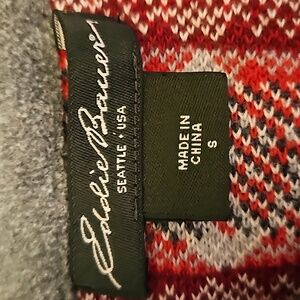 Eddie Bauer
SEATTLE • USA
MADE IN
CHINA
S